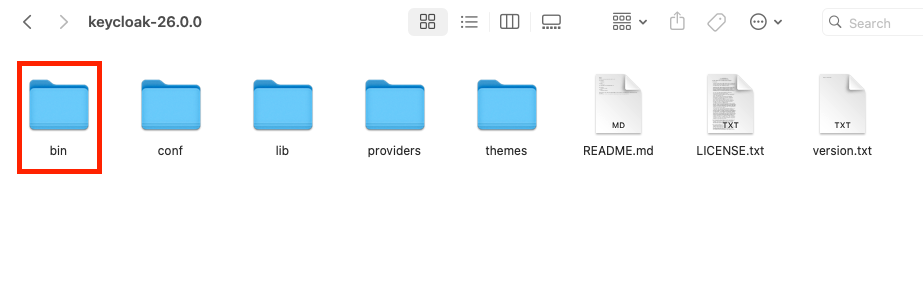 keycloak-26.0.0
Search
MD
TXT
TXT
bin
conf
lib
providers
themes
README.md
LICENSE.txt
version.txt